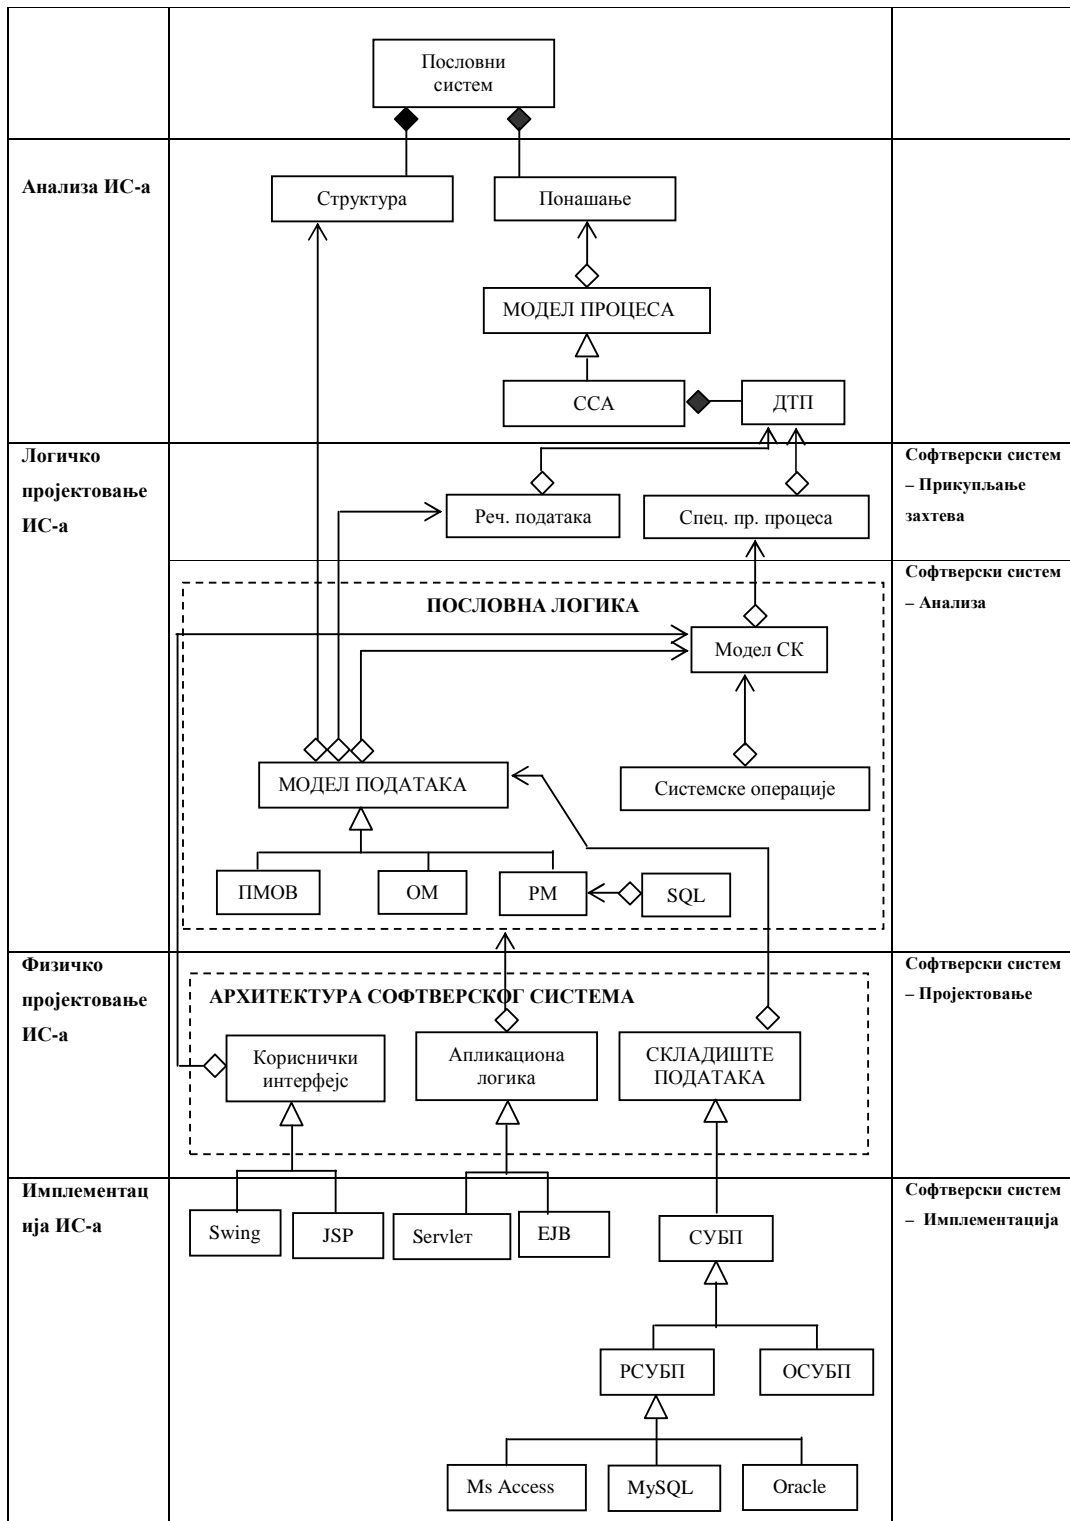 Пословни
систем
Анализа ИС-а
Структура
Понашање
МОДЕЛ ПРОЦЕСА
ССА
ДТП
Логичко
пројектовање
ИС-а
Софтверски систем
– Прикупљање
захтева
Реч. података
Спец. пр. процеса
Софтверски систем
– Анализа
ПОСЛОВНА ЛОГИКА
Модел СК
МОДЕЛ ПОДАТАКА
Системске операције
ПМОВ
ОМ
РМ
SQL
Физичко
пројектовање
ИС-а
Софтверски систем
– Пројектовање
АРХИТЕКТУРА СОФТВЕРСКОГ СИСТЕМА
Кориснички
интерфејс
Апликациона
логика
СКЛАДИШТЕ
ПОДАТАКА
Имплементац
ија ИС-а
Софтверски систем
– Имплементација
Swing
JSP
Servleт
EJB
СУБП
РСУБП
ОСУБП
Ms Access
MySQL
Oracle